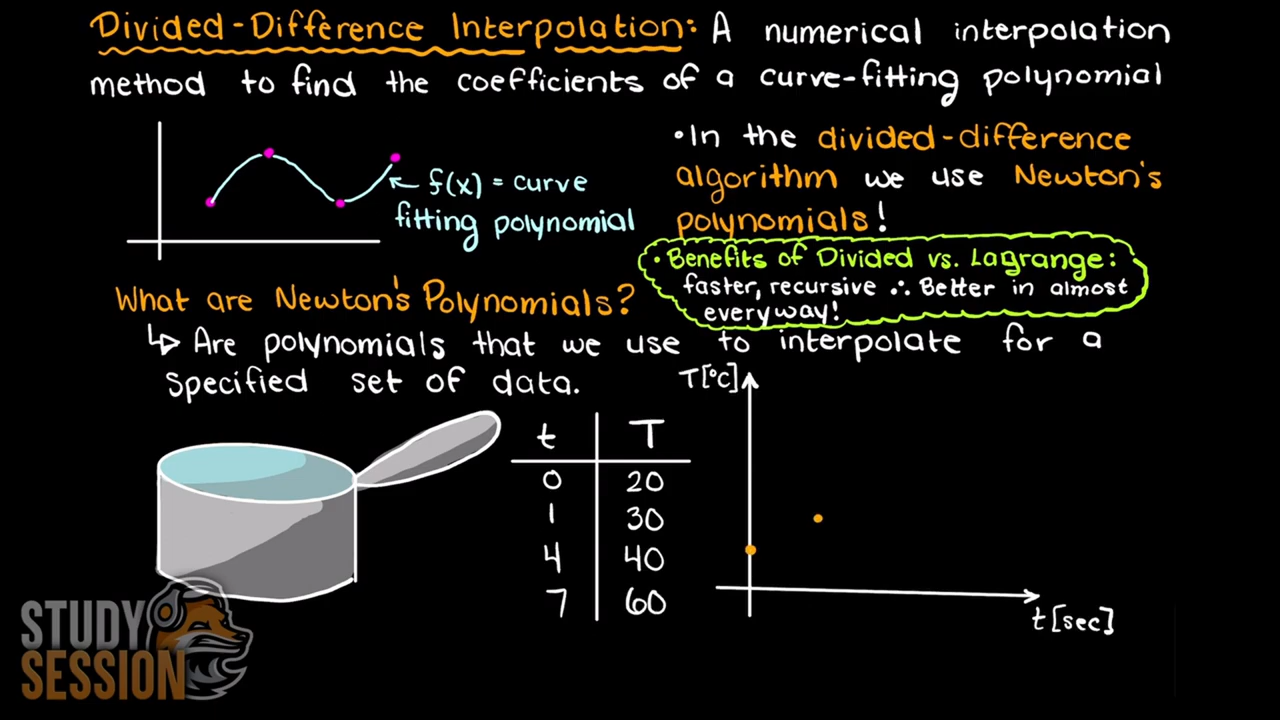 Divided-Difference Interpolation: A numerical interpolation
method to find the coefficients of a curve-fitting polynomial
f(x) = curve
fitting polynomial
•In the divided-difference
algorithm we use Newton's
polynomials!
•Benefits of Divided vs. Lagrange:
faster, recursive ∴ Better in almost
everyway!
What are Newton's Polynomials?
↳ Are polynomials that we use to interpolate for a
specified set of data.
t T
0 20
1 30
4 40
7 60
T[°C]
t[sec]
STUDY
SESSION